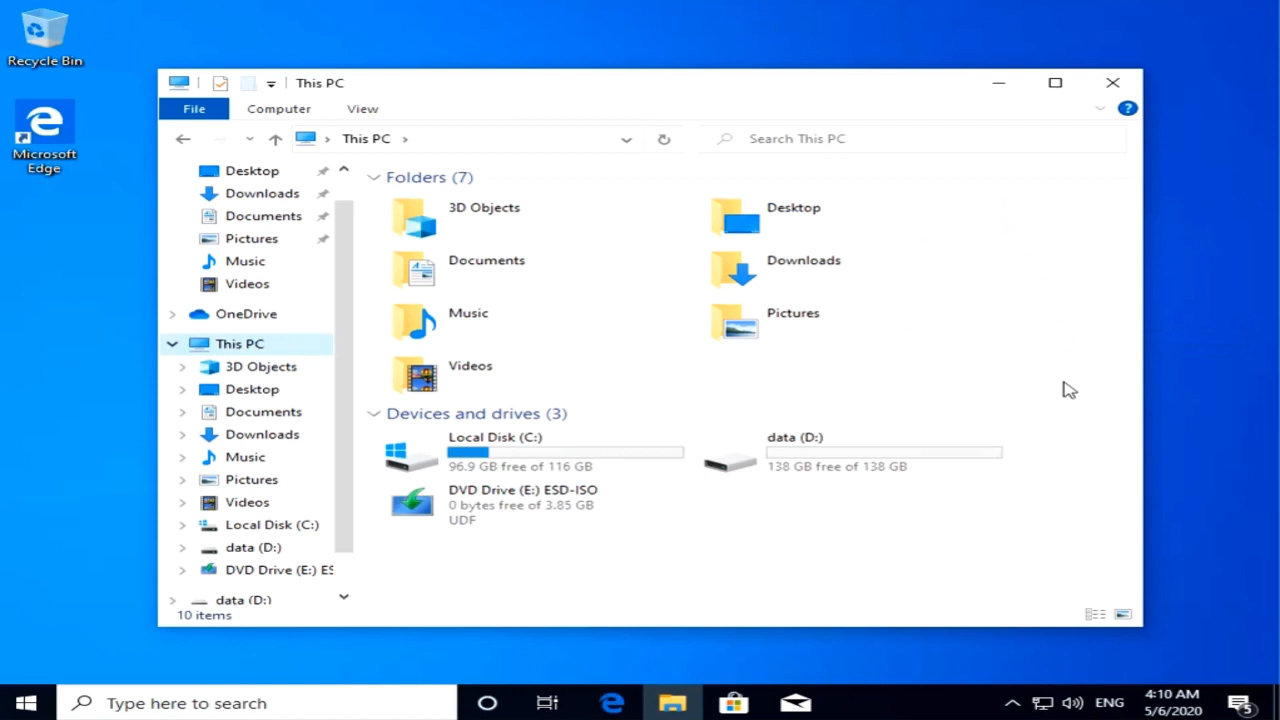 Recycle Bin
Microsoft
Edge
This PC
File
Computer
View
?
This PC
Search This PC
Desktop
Downloads
Documents
Pictures
Music
Videos
OneDrive
This PC
3D Objects
Desktop
Documents
Downloads
Music
Pictures
Videos
Local Disk (C:)
data (D:)
DVD Drive (E:) ES
data (D:)
Folders (7)
3D Objects
Desktop
Documents
Downloads
Music
Pictures
Videos
Devices and drives (3)
Local Disk (C:)
96.9 GB free of 116 GB
data (D:)
138 GB free of 138 GB
DVD Drive (E:) ESD-ISO
0 bytes free of 3.85 GB
UDF
10 items
Type here to search
ENG
4:10 AM
5/6/2020
5